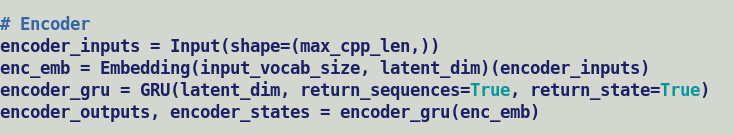 # Encoder
encoder_inputs = Input(shape=(max_cpp_len,))
enc_emb = Embedding(input_vocab_size, latent_dim)(encoder_inputs)
encoder_gru = GRU(latent_dim, return_sequences=True, return_state=True)
encoder_outputs, encoder_states = encoder_gru(enc_emb)